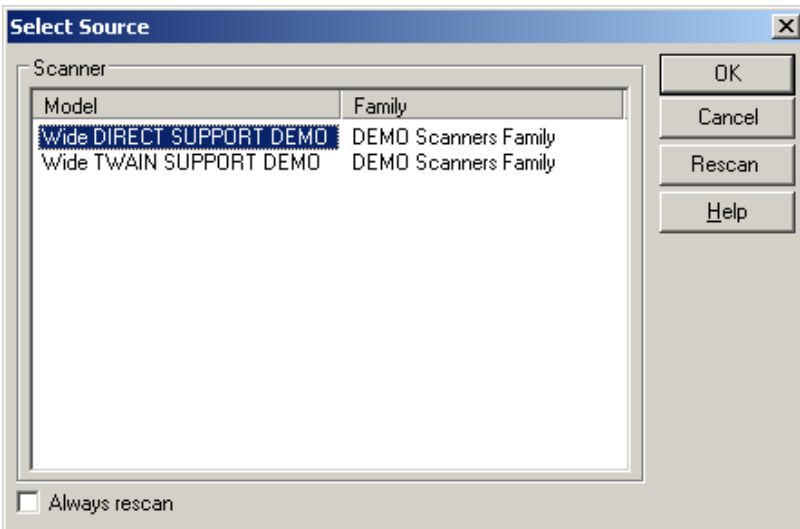 Select Source
Scanner
Model Family
Wide DIRECT SUPPORT DEMO DEMO Scanners Family
Wide TWAIN SUPPORT DEMO DEMO Scanners Family
OK
Cancel
Rescan
Help
Always rescan